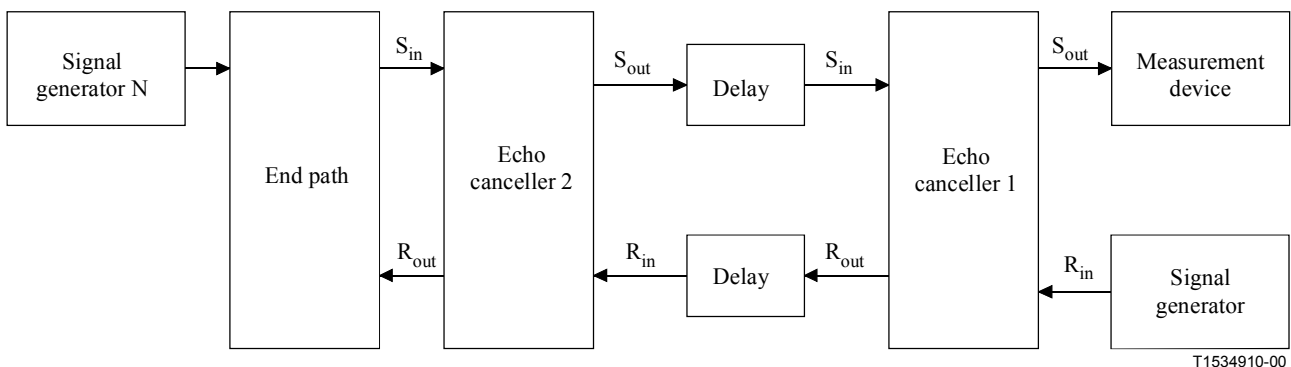 Signal
generator N
End path
S_in
R_out
Echo
canceller 2
S_out
R_in
Delay
Delay
S_in
R_out
Echo
canceller 1
S_out
R_in
Measurement
device
Signal
generator
T1534910-00